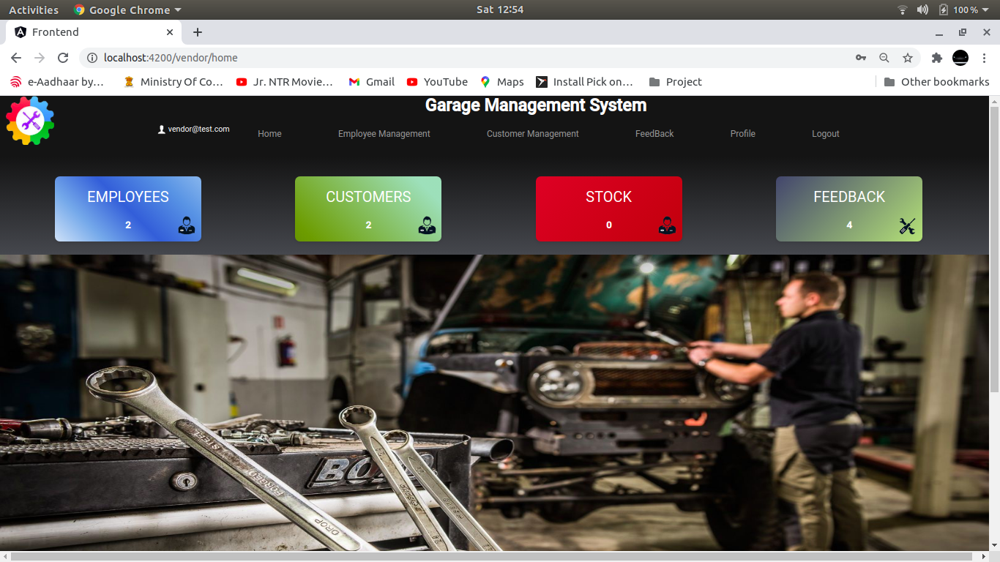 Activities Google Chrome Sat 12:54 100 %
Frontend
localhost:4200/vendor/home
e-Aadhaar by… Ministry Of Co… Jr. NTR Movie… Gmail YouTube Maps Install Pick on… Project Other bookmarks
Garage Management System
vendor@test.com Home Employee Management Customer Management FeedBack Profile Logout
EMPLOYEES CUSTOMERS STOCK FEEDBACK
2 2 0 4
STEEL
FORGED
DROP